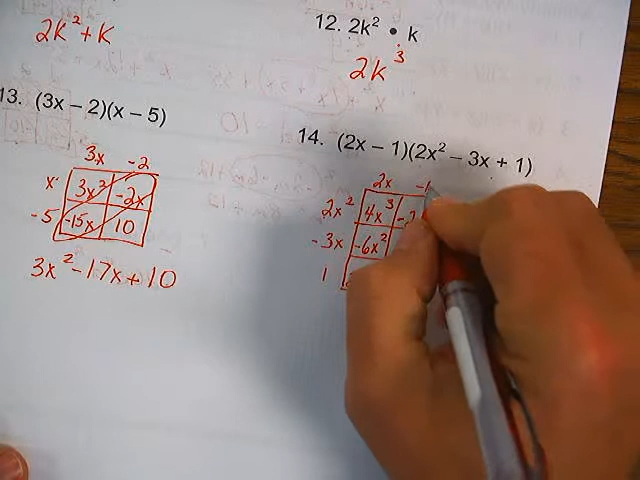 2k² + k
12. 2k² • k
2k³
13. (3x – 2)(x – 5)
3x -2
x 3x² -2x
-5 -15x 10
3x² - 17x + 10
14. (2x – 1)(2x² – 3x + 1)
2x -1
2x² 4x³
-3x -6x²
1